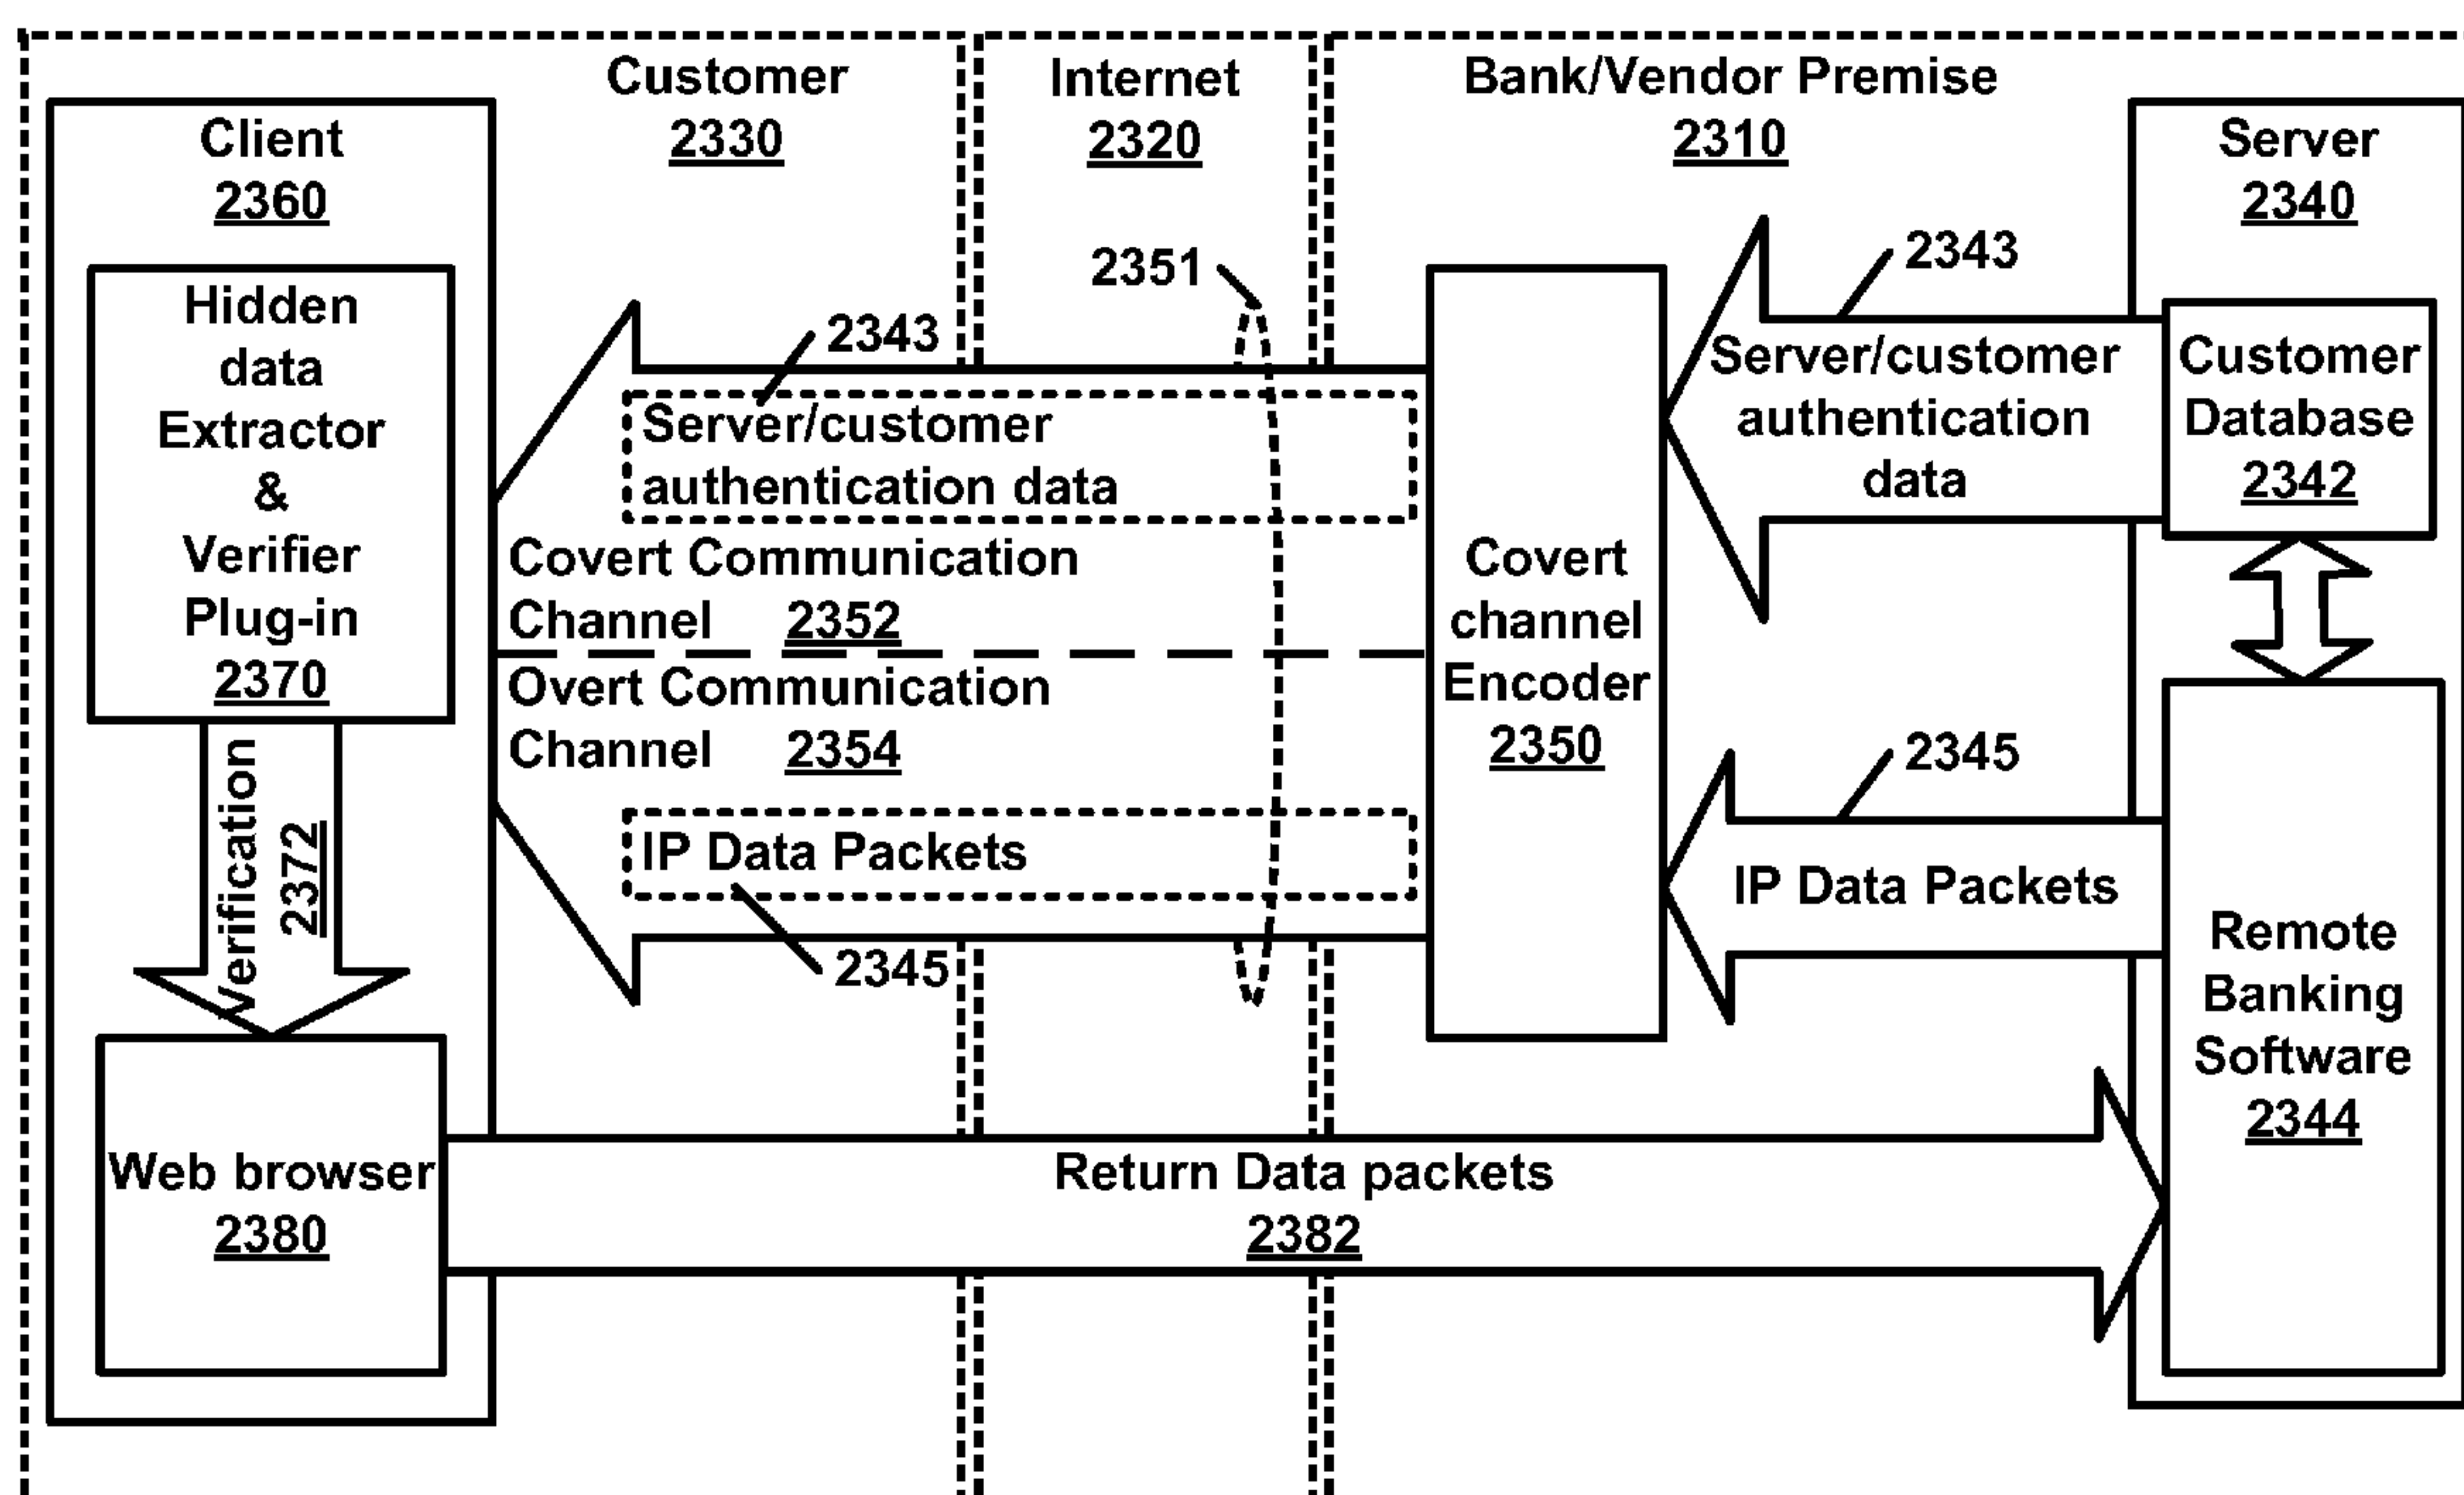 Customer
2330
Internet
2320
Bank/Vendor Premise
2310
Client
2360
Hidden
data
Extractor
&
Verifier
Plug-in
2370
Verification
2372
Web browser
2380
2343
Server/customer
authentication data
Covert Communication
Channel 2352
Overt Communication
Channel 2354
IP Data Packets
2345
2351
Covert
channel
Encoder
2350
2343
Server/customer
authentication
data
2345
IP Data Packets
Server
2340
Customer
Database
2342
Remote
Banking
Software
2344
Return Data packets
2382